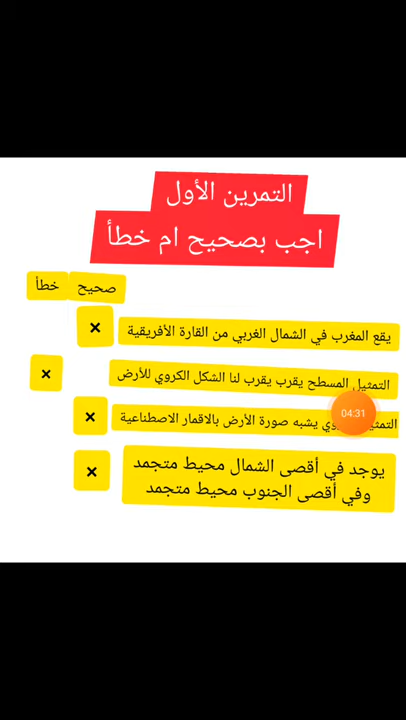 التمرين الأول
اجب بصحيح ام خطأ
صحيح خطأ
يقع المغرب في الشمال الغربي من القارة الأفريقية ×
التمثيل المسطح يقرب يقرب لنا الشكل الكروي للأرض ×
04:31
يشبه صورة الأرض بالاقمار الاصطناعية ×
يوجد في أقصى الشمال محيط متجمد
وفي أقصى الجنوب محيط متجمد ×